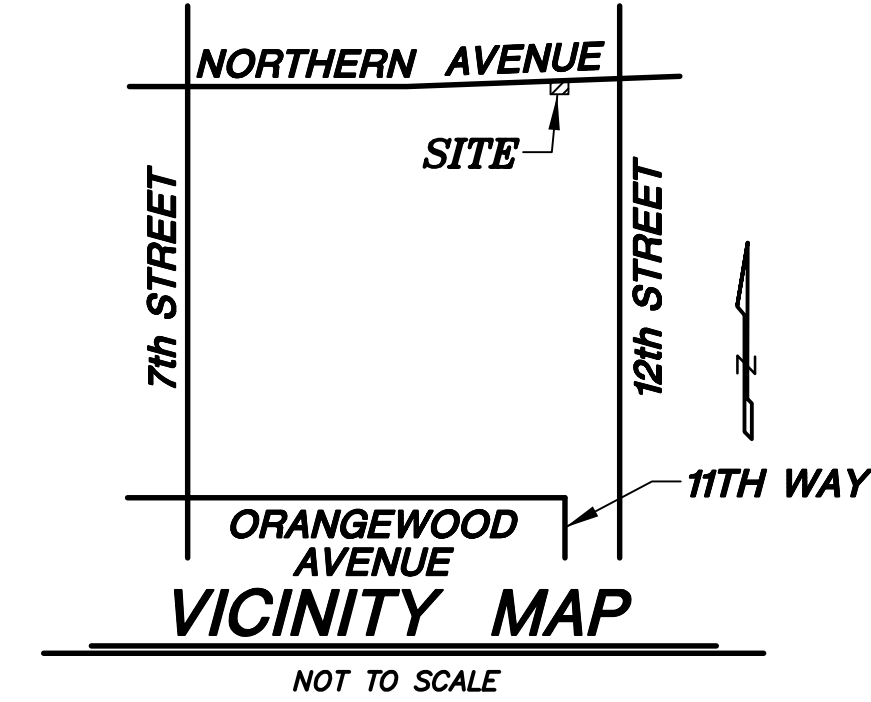 NORTHERN AVENUE
SITE
7th STREET
12th STREET
N
11TH WAY
ORANGEWOOD
AVENUE
VICINITY MAP
NOT TO SCALE